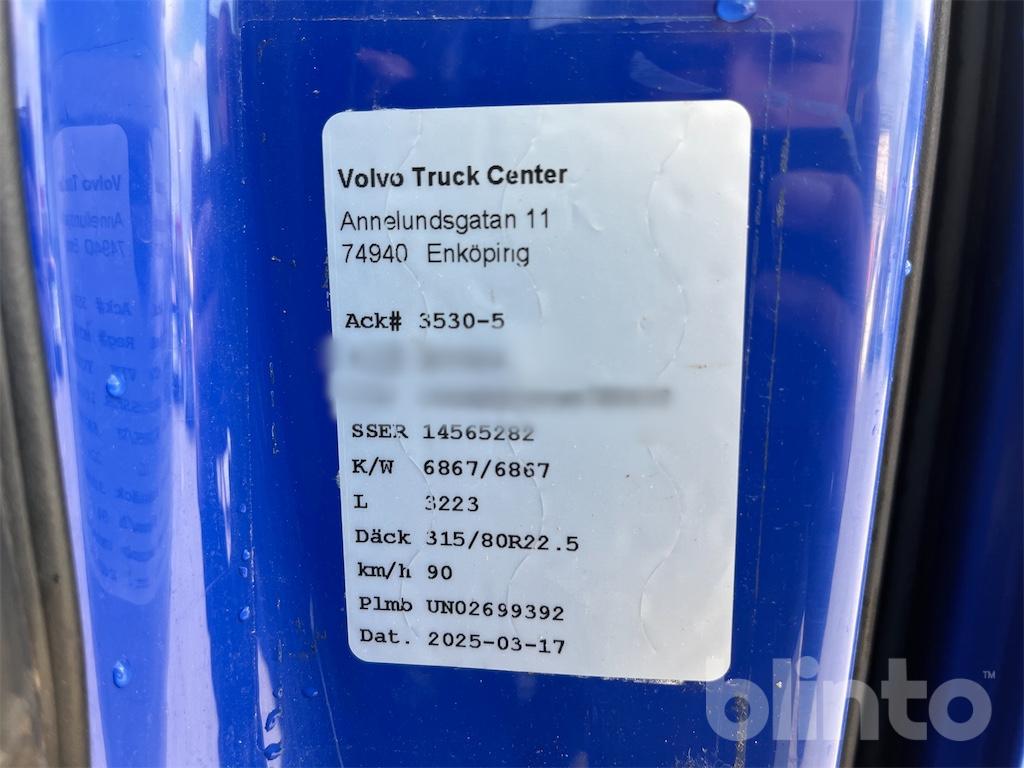 Volvo Truck Center
Annelundsgatan 11
74940 Enköping
Ack# 3530-5
SSER 14565282
K/W 6867/6867
L 3223
Däck 315/80R22.5
km/h 90
Plmb UN02699392
Dat. 2025-03-17
blinto™